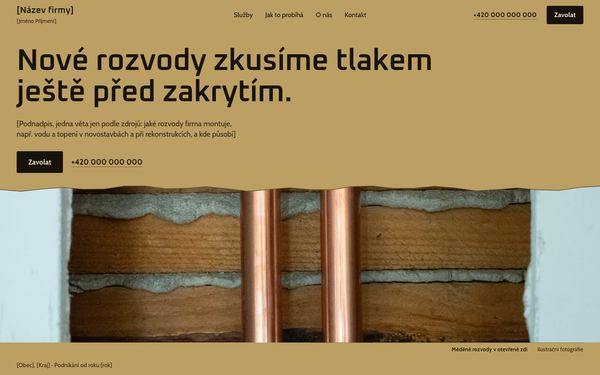 [Název firmy]
[Jméno Příjmení]
Služby Jak to probíhá O nás Kontakt
+420 000 000 000 Zavolat
Nové rozvody zkusíme tlakem
ještě před zakrytím.
[Podnadpis, jedna věta jen podle zdrojů: jaké rozvody firma montuje,
např. vodu a topení v novostavbách a při rekonstrukcích, a kde působí]
Zavolat +420 000 000 000
Měděné rozvody v otevřené zdi Ilustrační fotografie
[Obec], [Kraj] · Podnikání od roku [rok]